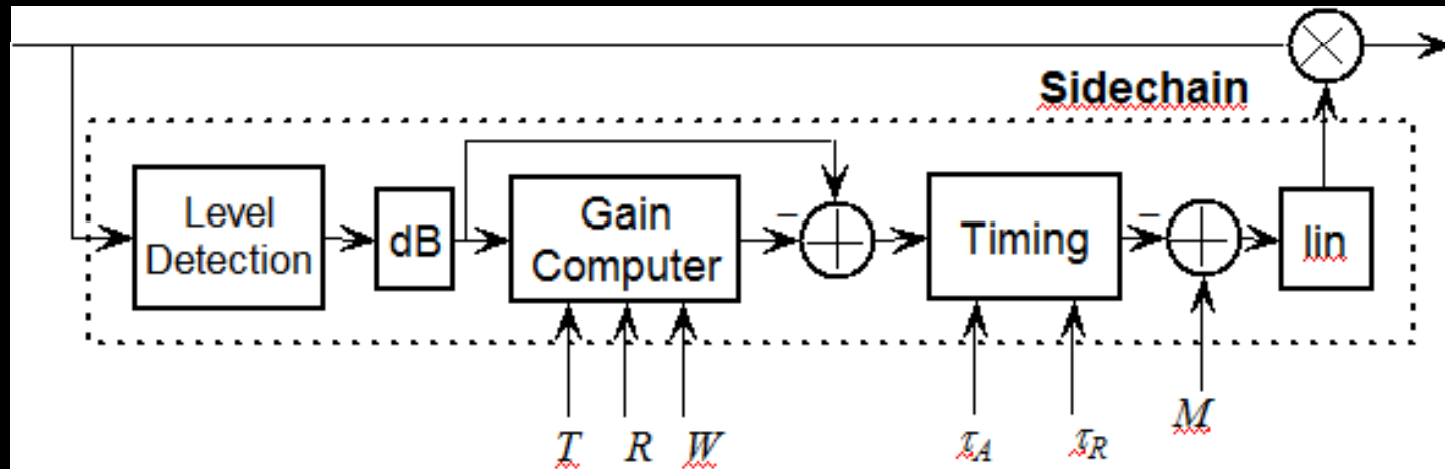 Sidechain
Level
Detection
dB
Gain
Computer
−
Timing
−
lin
T R W
τA τR
M